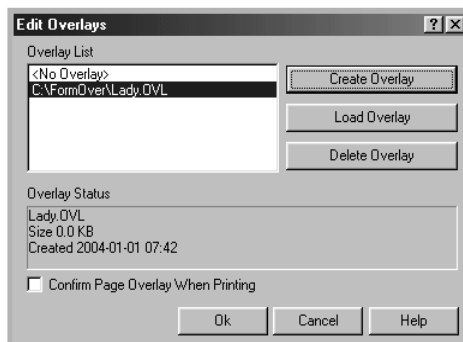 Edit Overlays
Overlay List
<No Overlay>
C:\FormOver\Lady.OVL
Create Overlay
Load Overlay
Delete Overlay
Overlay Status
Lady.OVL
Size 0.0 KB
Created 2004-01-01 07:42
Confirm Page Overlay When Printing
Ok Cancel Help